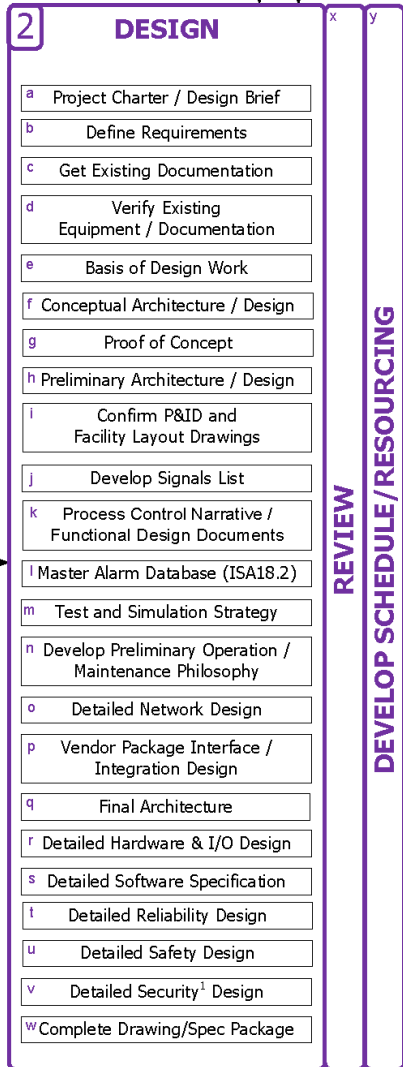 2 DESIGN
a Project Charter / Design Brief
b Define Requirements
c Get Existing Documentation
d Verify Existing
Equipment / Documentation
e Basis of Design Work
f Conceptual Architecture / Design
g Proof of Concept
h Preliminary Architecture / Design
i Confirm P&ID and
Facility Layout Drawings
j Develop Signals List
k Process Control Narrative /
Functional Design Documents
l Master Alarm Database (ISA18.2)
m Test and Simulation Strategy
n Develop Preliminary Operation /
Maintenance Philosophy
o Detailed Network Design
p Vendor Package Interface /
Integration Design
q Final Architecture
r Detailed Hardware & I/O Design
s Detailed Software Specification
t Detailed Reliability Design
u Detailed Safety Design
v Detailed Security¹ Design
w Complete Drawing/Spec Package
x REVIEW
y DEVELOP SCHEDULE/RESOURCING